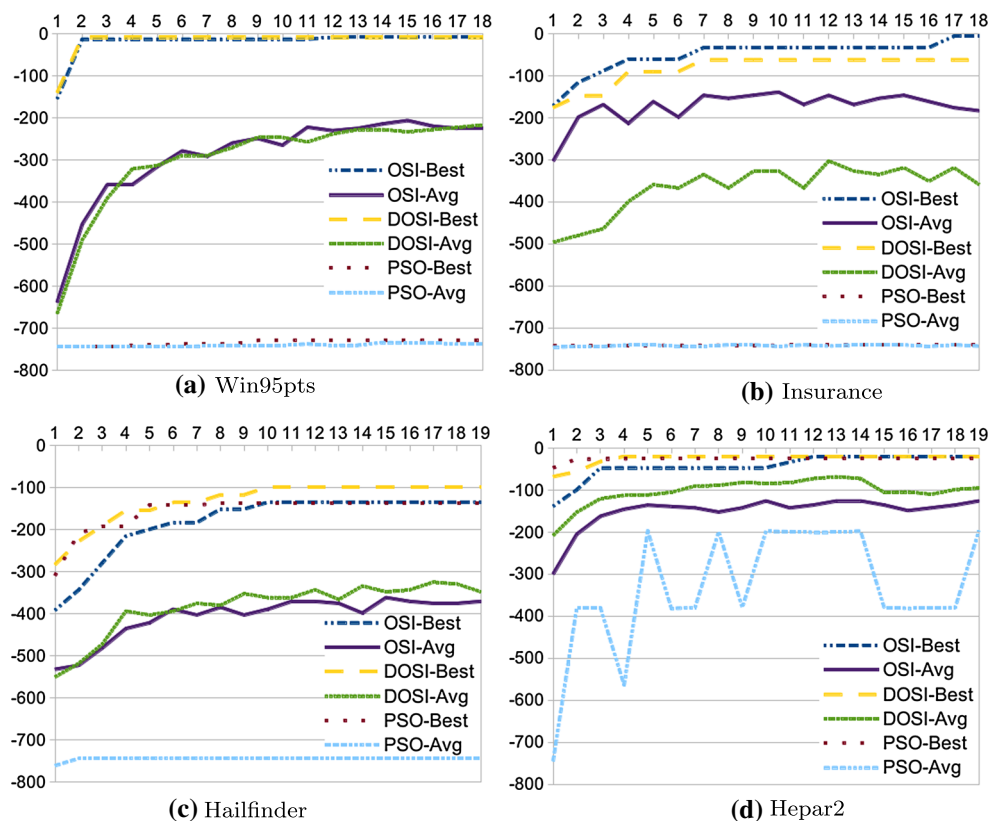 1 2 3 4 5 6 7 8 9 10 11 12 13 14 15 16 17 18
0
-100
-200
-300
-400
-500
-600
-700
-800
OSI-Best
OSI-Avg
DOSI-Best
DOSI-Avg
PSO-Best
PSO-Avg
(a) Win95pts
1 2 3 4 5 6 7 8 9 10 11 12 13 14 15 16 17 18
0
-100
-200
-300
-400
-500
-600
-700
-800
OSI-Best
OSI-Avg
DOSI-Best
DOSI-Avg
PSO-Best
PSO-Avg
(b) Insurance
1 2 3 4 5 6 7 8 9 10 11 12 13 14 15 16 17 18 19
0
-100
-200
-300
-400
-500
-600
-700
-800
OSI-Best
OSI-Avg
DOSI-Best
DOSI-Avg
PSO-Best
PSO-Avg
(c) Hailfinder
1 2 3 4 5 6 7 8 9 10 11 12 13 14 15 16 17 18 19
0
-100
-200
-300
-400
-500
-600
-700
-800
OSI-Best
OSI-Avg
DOSI-Best
DOSI-Avg
PSO-Best
PSO-Avg
(d) Hepar2